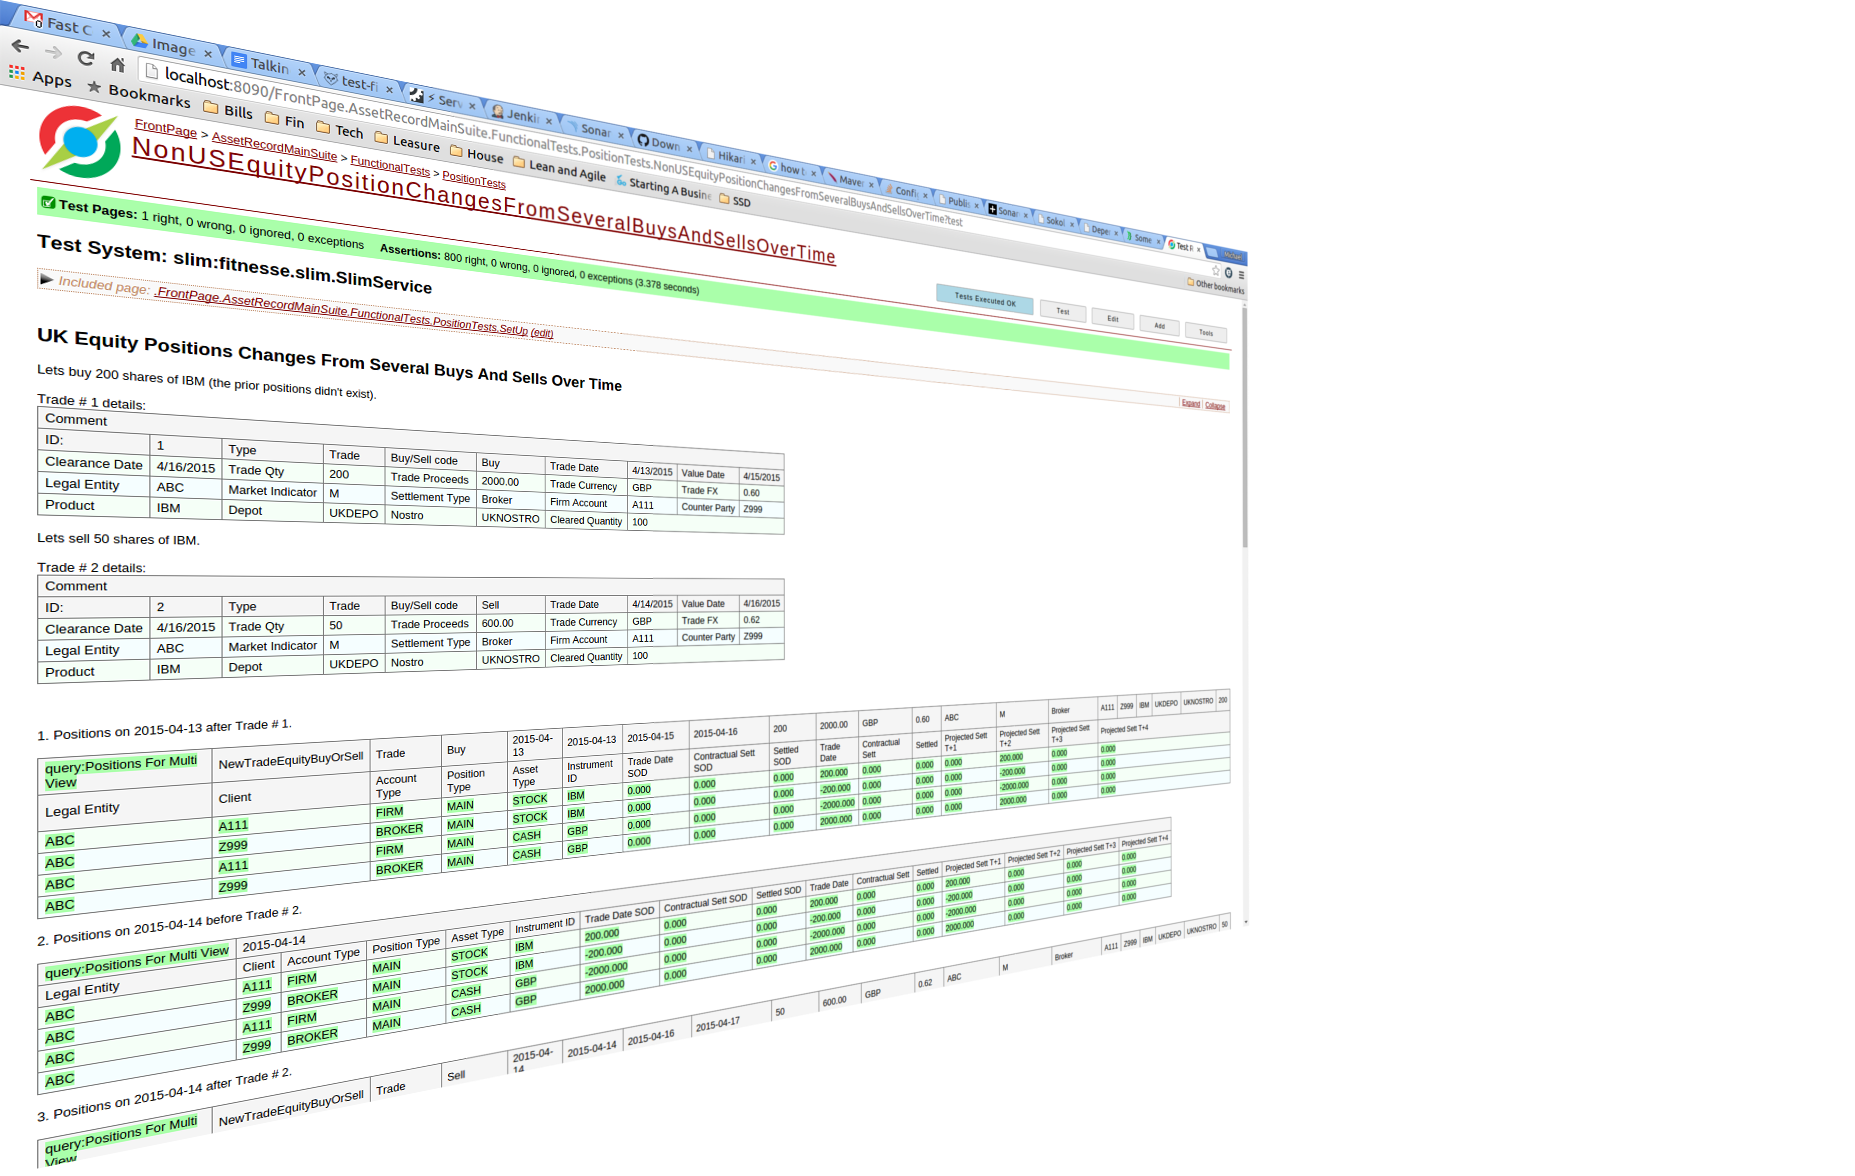 Fast C × Image × Talkin × test-fi × ⚡ Serv × Jenki × Sonar × Down × Hikari × how t × Mave × Confi × Publis × Sonar × Sokol × Depe × Some × Test R ×
localhost:8090/FrontPage.AssetRecordMainSuite.FunctionalTests.PositionTests.NonUSEquityPositionChangesFromSeveralBuysAndSellsOverTime?test
Apps Bookmarks Bills Fin Tech Leasure House Lean and Agile Starting A Busine SSD Other bookmarks
FrontPage > AssetRecordMainSuite > FunctionalTests > PositionTests
NonUSEquityPositionChangesFromSeveralBuysAndSellsOverTime
Tests Executed OK Test Edit Add Tools
Test Pages: 1 right, 0 wrong, 0 ignored, 0 exceptions Assertions: 800 right, 0 wrong, 0 ignored, 0 exceptions (3.378 seconds)
Test System: slim:fitnesse.slim.SlimService
Expand Collapse
Included page: .FrontPage.AssetRecordMainSuite.FunctionalTests.PositionTests.SetUp (edit)
UK Equity Positions Changes From Several Buys And Sells Over Time
Lets buy 200 shares of IBM (the prior positions didn't exist).
Trade # 1 details:
Comment
ID: 1 Type Trade Buy/Sell code Buy Trade Date 4/13/2015 Value Date 4/15/2015
Clearance Date 4/16/2015 Trade Qty 200 Trade Proceeds 2000.00 Trade Currency GBP Trade FX 0.60
Legal Entity ABC Market Indicator M Settlement Type Broker Firm Account A111 Counter Party Z999
Product IBM Depot UKDEPO Nostro UKNOSTRO Cleared Quantity 100
Lets sell 50 shares of IBM.
Trade # 2 details:
Comment
ID: 2 Type Trade Buy/Sell code Sell Trade Date 4/14/2015 Value Date 4/16/2015
Clearance Date 4/16/2015 Trade Qty 50 Trade Proceeds 600.00 Trade Currency GBP Trade FX 0.62
Legal Entity ABC Market Indicator M Settlement Type Broker Firm Account A111 Counter Party Z999
Product IBM Depot UKDEPO Nostro UKNOSTRO Cleared Quantity 100
1. Positions on 2015-04-13 after Trade # 1.
query:Positions For Multi View NewTradeEquityBuyOrSell Trade Buy 2015-04-13 2015-04-13 2015-04-15 2015-04-16 200 2000.00 GBP 0.60 ABC M Broker A111 Z999 IBM UKDEPO UKNOSTRO 200
Legal Entity Client Account Type Position Type Asset Type Instrument ID Trade Date SOD Contractual Sett SOD Settled SOD Trade Date Contractual Sett Settled Projected Sett T+1 Projected Sett T+2 Projected Sett T+3 Projected Sett T+4
ABC A111 FIRM MAIN STOCK IBM 0.000 0.000 0.000 200.000 0.000 0.000 0.000 200.000 0.000 0.000
ABC Z999 BROKER MAIN STOCK IBM 0.000 0.000 0.000 -200.000 0.000 0.000 0.000 -200.000 0.000 0.000
ABC A111 FIRM MAIN CASH GBP 0.000 0.000 0.000 -2000.000 0.000 0.000 0.000 -2000.000 0.000 0.000
ABC Z999 BROKER MAIN CASH GBP 0.000 0.000 0.000 2000.000 0.000 0.000 0.000 2000.000 0.000 0.000
2. Positions on 2015-04-14 before Trade # 2.
query:Positions For Multi View 2015-04-14
Legal Entity Client Account Type Position Type Asset Type Instrument ID Trade Date SOD Contractual Sett SOD Settled SOD Trade Date Contractual Sett Settled Projected Sett T+1 Projected Sett T+2 Projected Sett T+3 Projected Sett T+4
ABC A111 FIRM MAIN STOCK IBM 200.000 0.000 0.000 200.000 0.000 0.000 200.000 0.000 0.000 0.000
ABC Z999 BROKER MAIN STOCK IBM -200.000 0.000 0.000 -200.000 0.000 0.000 -200.000 0.000 0.000 0.000
ABC A111 FIRM MAIN CASH GBP -2000.000 0.000 0.000 -2000.000 0.000 0.000 -2000.000 0.000 0.000 0.000
ABC Z999 BROKER MAIN CASH GBP 2000.000 0.000 0.000 2000.000 0.000 0.000 2000.000 0.000 0.000 0.000
3. Positions on 2015-04-14 after Trade # 2.
query:Positions For Multi View NewTradeEquityBuyOrSell Trade Sell 2015-04-14 2015-04-14 2015-04-16 2015-04-17 50 600.00 GBP 0.62 ABC M Broker A111 Z999 IBM UKDEPO UKNOSTRO 50